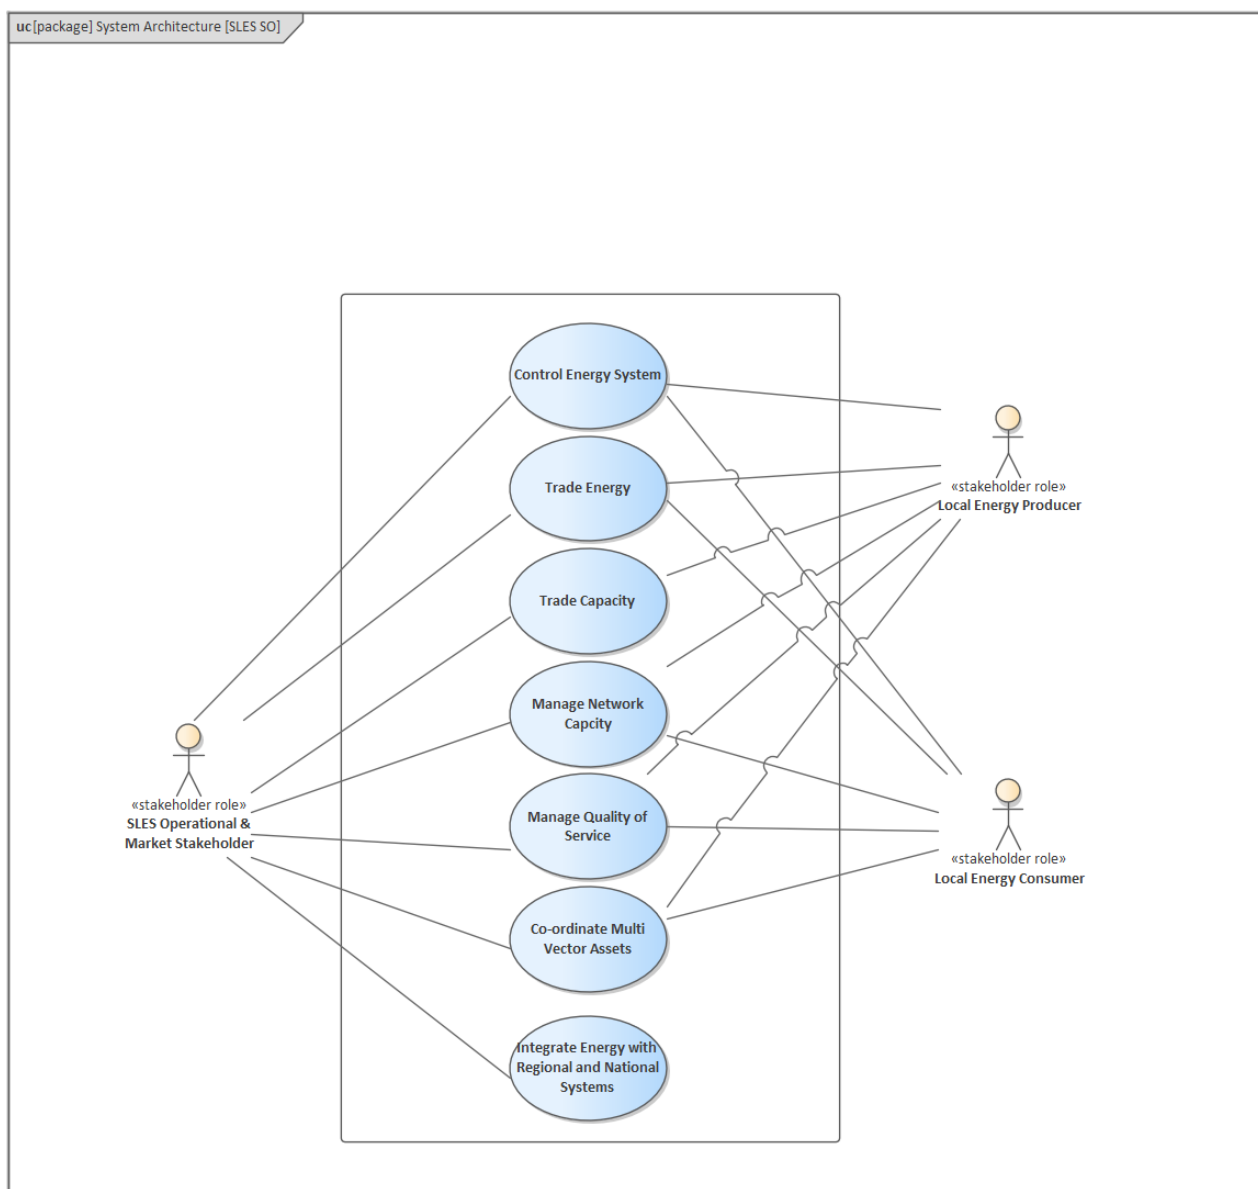 uc [package] System Architecture [SLES SO]
Control Energy System
Trade Energy
Trade Capacity
Manage Network
Capcity
Manage Quality of
Service
Co-ordinate Multi
Vector Assets
Integrate Energy with
Regional and National
Systems
«stakeholder role»
SLES Operational &
Market Stakeholder
«stakeholder role»
Local Energy Producer
«stakeholder role»
Local Energy Consumer